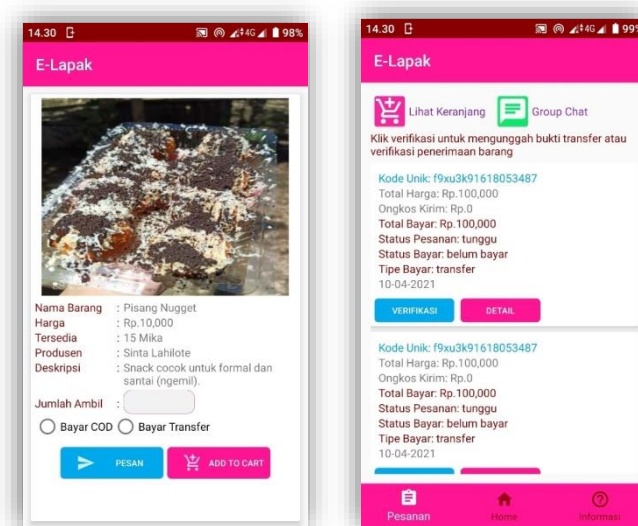 14.30 4G 98%
E-Lapak
Nama Barang : Pisang Nugget
Harga : Rp.10,000
Tersedia : 15 Mika
Produsen : Sinta Lahilote
Deskripsi : Snack cocok untuk formal dan
santai (ngemil).
Jumlah Ambil :
Bayar COD Bayar Transfer
PESAN ADD TO CART
14.30 4G 99%
E-Lapak
Lihat Keranjang Group Chat
Klik verifikasi untuk mengunggah bukti transfer atau
verifikasi penerimaan barang
Kode Unik: f9xu3k91618053487
Total Harga: Rp.100,000
Ongkos Kirim: Rp.0
Total Bayar: Rp.100,000
Status Pesanan: tunggu
Status Bayar: belum bayar
Tipe Bayar: transfer
10-04-2021
VERIFIKASI DETAIL
Kode Unik: f9xu3k91618053487
Total Harga: Rp.100,000
Ongkos Kirim: Rp.0
Total Bayar: Rp.100,000
Status Pesanan: tunggu
Status Bayar: belum bayar
Tipe Bayar: transfer
10-04-2021
Pesanan Home Informasi